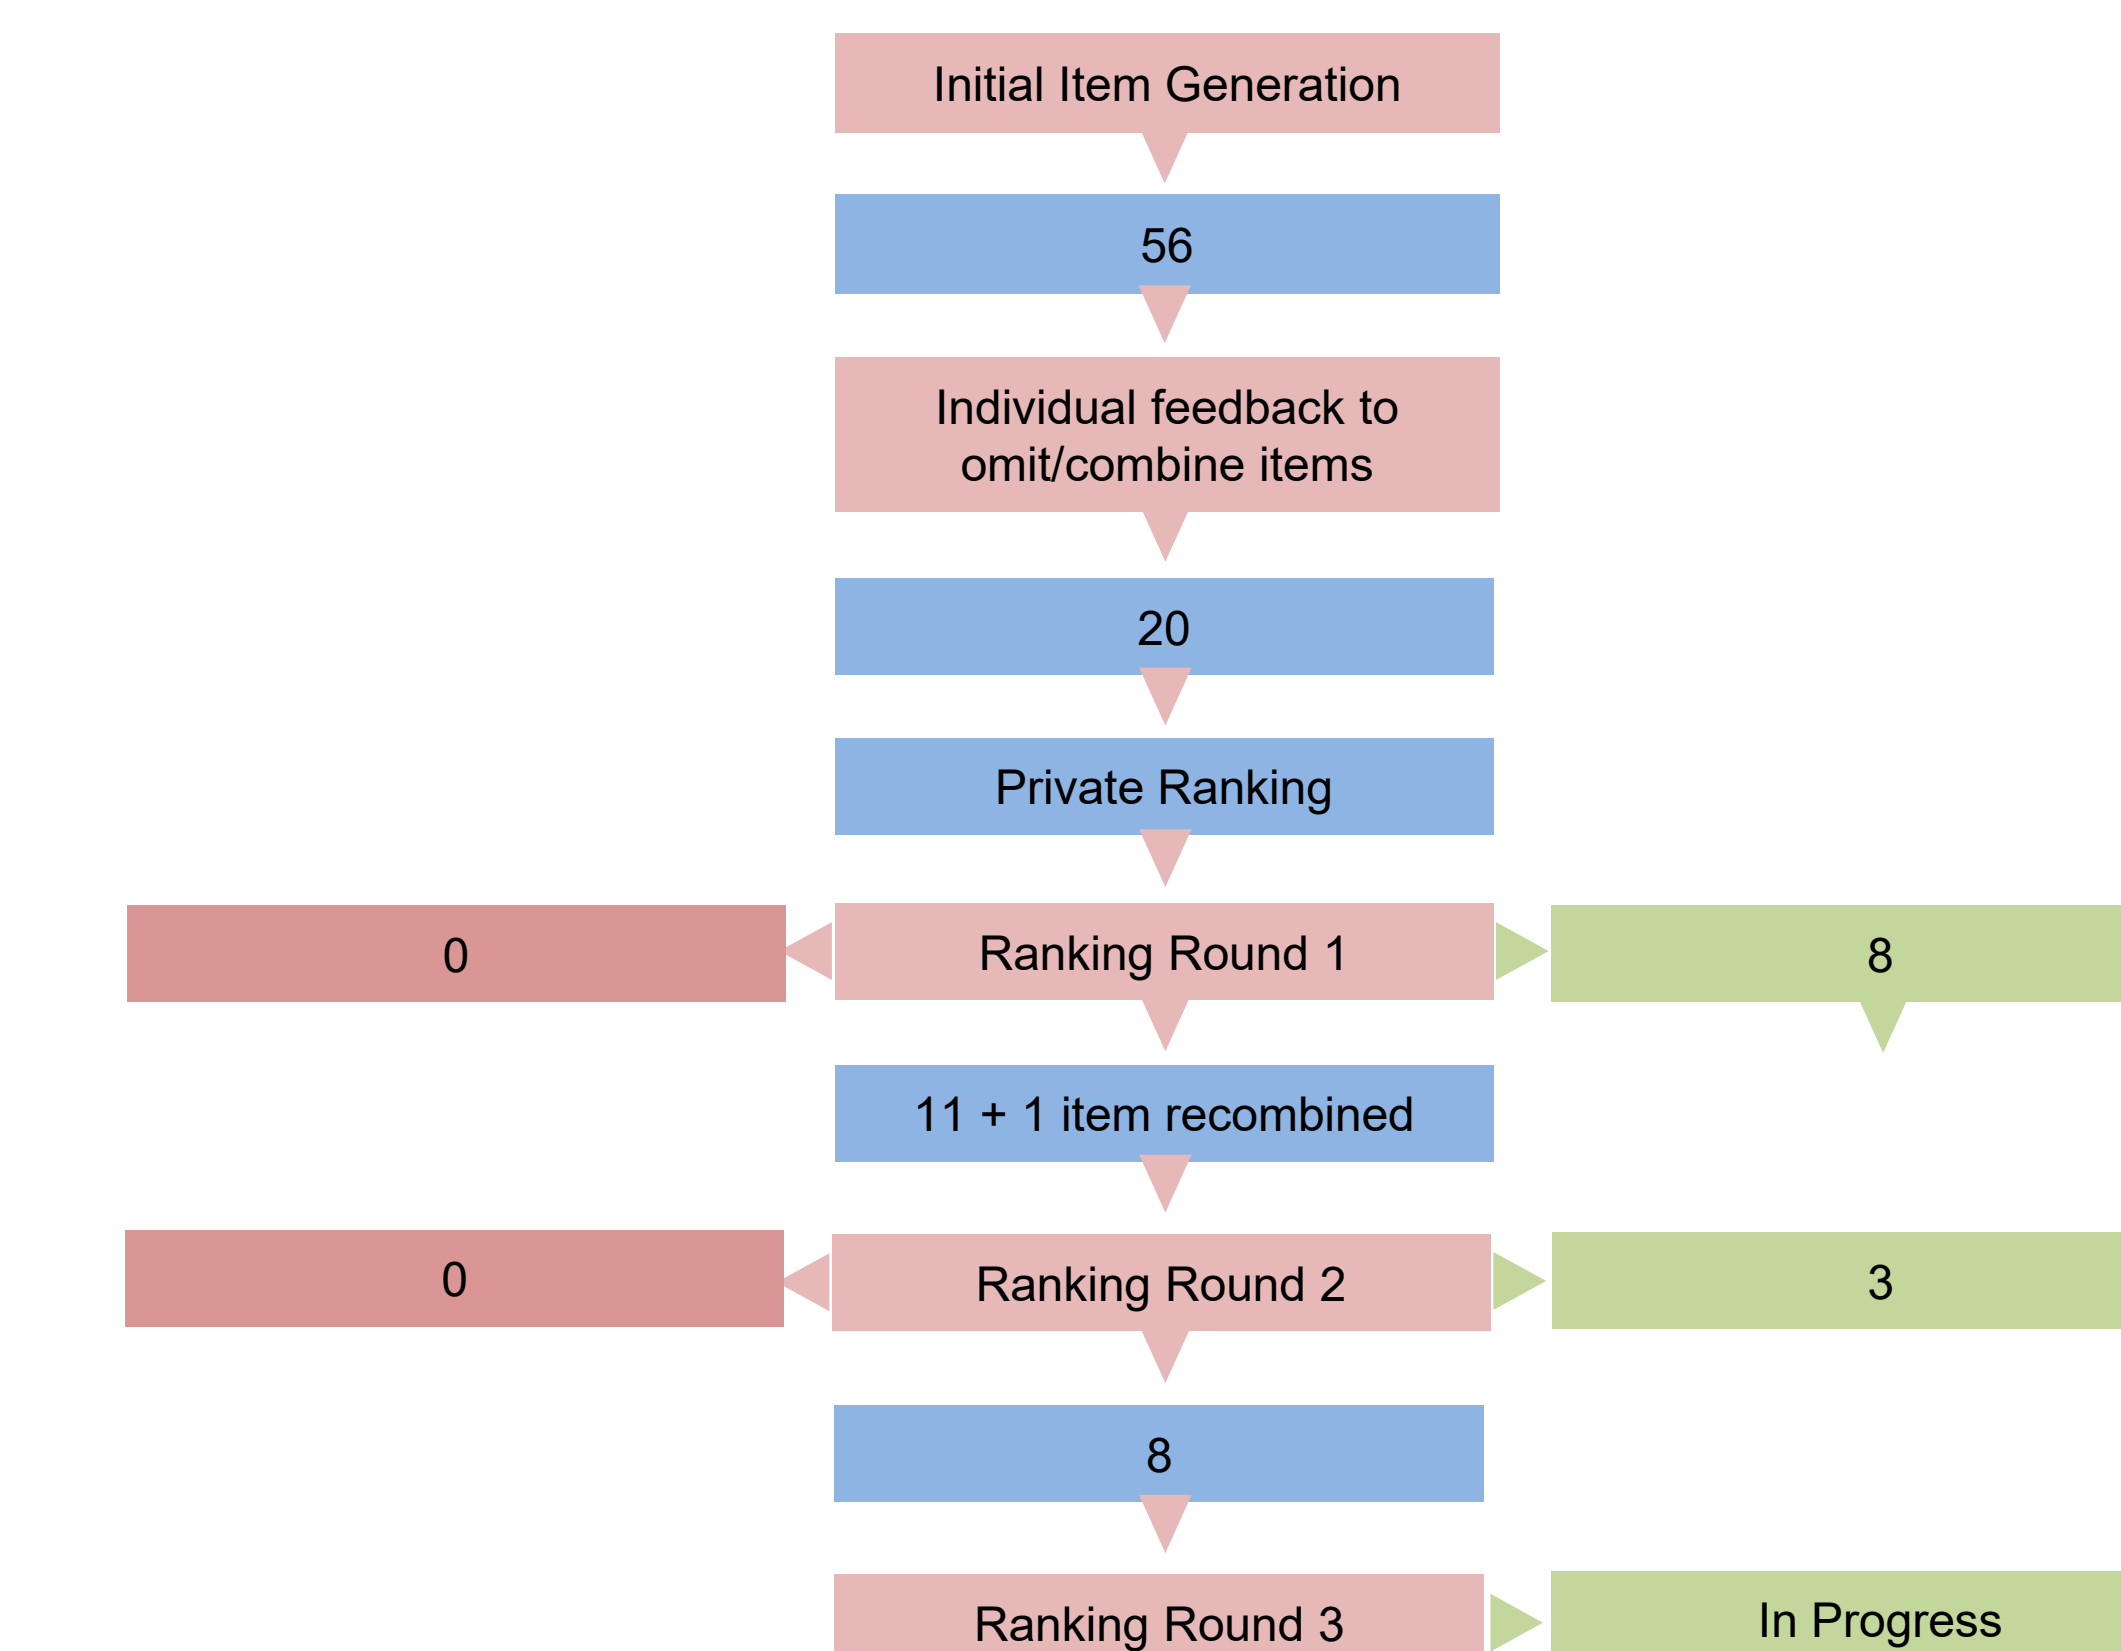 Initial Item Generation
56
Individual feedback to
omit/combine items
20
Private Ranking
0
Ranking Round 1
8
11 + 1 item recombined
0
Ranking Round 2
3
8
Ranking Round 3
In Progress